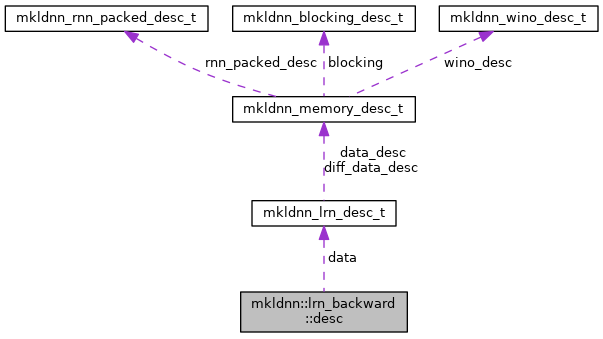 mkldnn_rnn_packed_desc_t
mkldnn_blocking_desc_t
mkldnn_wino_desc_t
rnn_packed_desc
blocking
wino_desc
mkldnn_memory_desc_t
data_desc
diff_data_desc
mkldnn_lrn_desc_t
data
mkldnn::lrn_backward
::desc